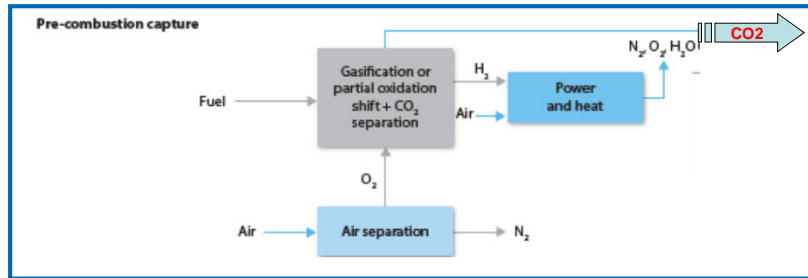 Pre-combustion capture
CO2
N₂, O₂, H₂O
Gasification or
partial oxidation
shift + CO₂
separation
H₂
Power
and heat
Fuel
Air
O₂
Air
Air separation
N₂